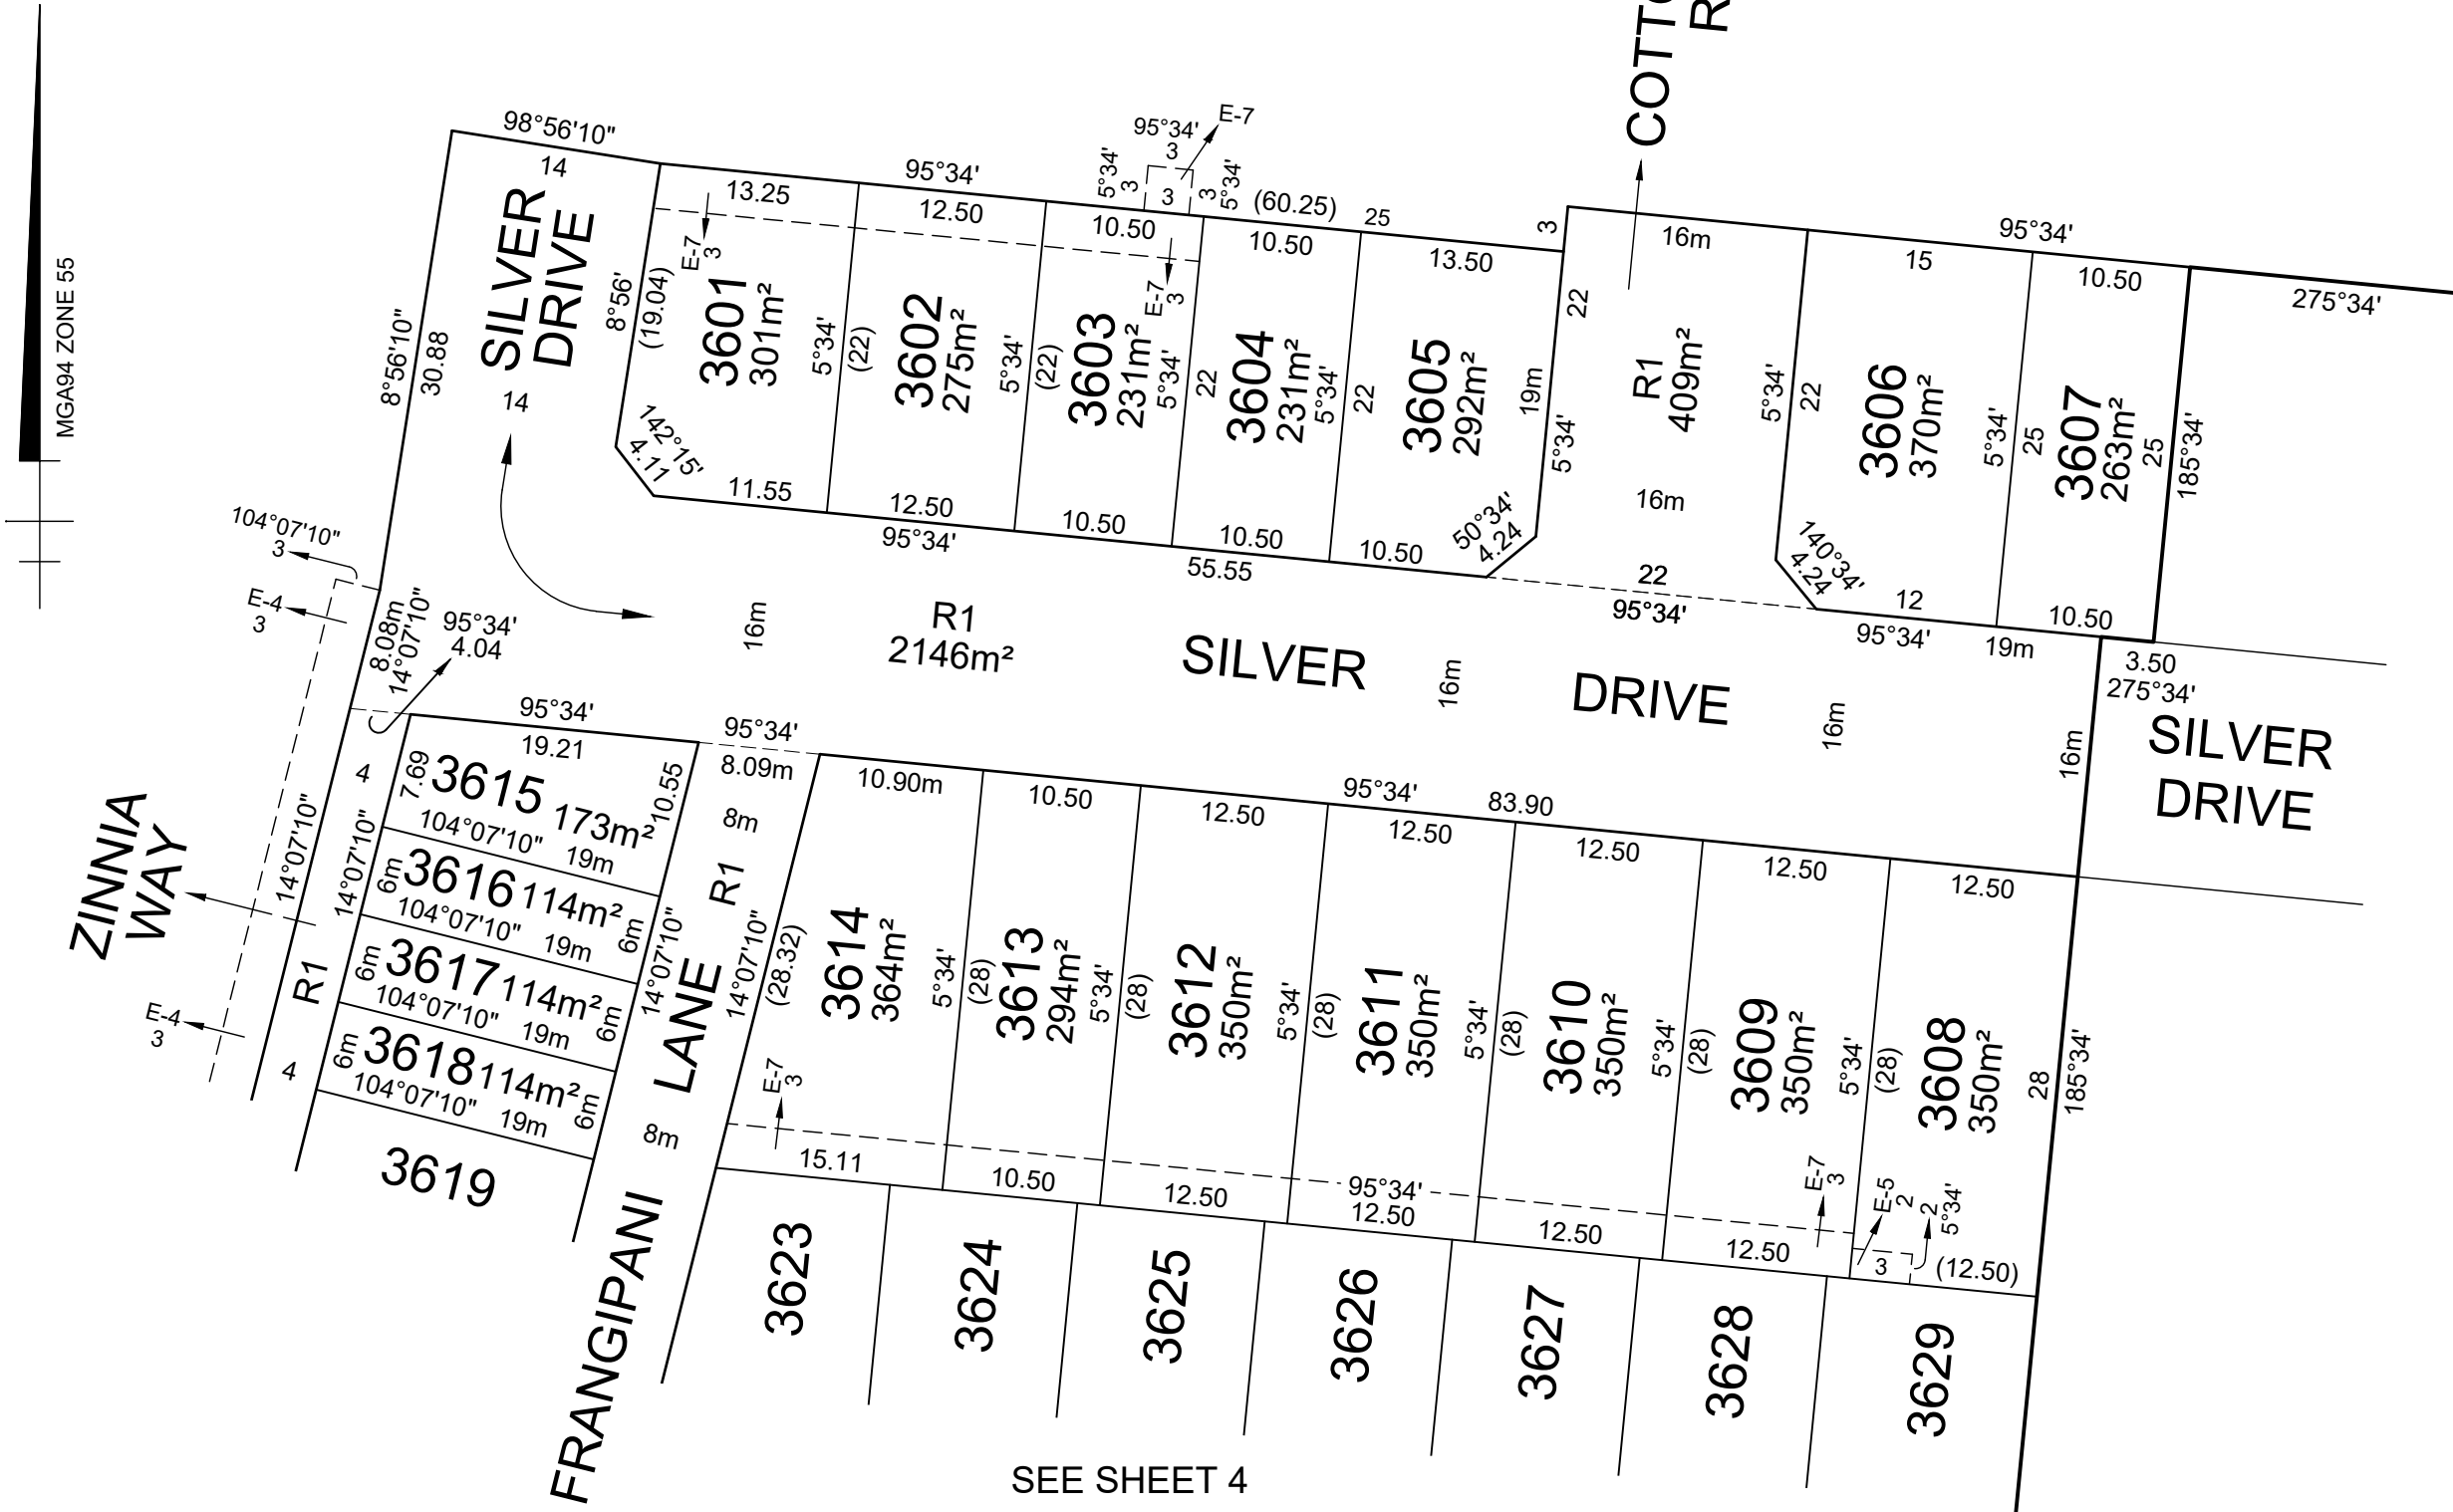 COTT
R
MGA94 ZONE 55
98°56'10"
14
SILVER
DRIVE
14
8°56'10"
30.88
8°56'
(19.04)
95°34'
95°34'
3
E-7
5°34'
3
3
3
5°34'
(60.25)
25
3
13.25
12.50
10.50
10.50
13.50
E-7
3
E-7
3
3601
301m²
5°34'
(22)
3602
275m²
5°34'
(22)
3603
231m²
5°34'
22
3604
231m²
5°34'
22
3605
292m²
19m
5°34'
22
142°15'
4.11
11.55
12.50
10.50
10.50
10.50
50°34'
4.24
95°34'
55.55
16m
R1
409m²
16m
22
95°34'
95°34'
15
10.50
275°34'
5°34'
22
3606
370m²
5°34'
25
3607
263m²
25
185°34'
140°34'
4.24
12
10.50
95°34'
19m
3.50
275°34'
104°07'10"
3
E-4
3
8.08m
14°07'10"
95°34'
4.04
16m
R1
2146m²
SILVER
16m
DRIVE
16m
16m
SILVER
DRIVE
95°34'
19.21
95°34'
8.09m
8m
R1
7.69
3615 173m²
10.55
104°07'10" 19m
6m
3616 114m²
6m
104°07'10" 19m
6m
3617 114m²
6m
104°07'10" 19m
6m
3618 114m²
6m
104°07'10" 19m
3619
ZINNIA
WAY
4
14°07'10"
14°07'10"
R1
4
E-4
3
14°07'10"
FRANGIPANI LANE
8m
14°07'10"
(28.32)
10.90m
10.50
12.50
95°34'
83.90
12.50
12.50
12.50
12.50
3614
364m²
5°34'
(28)
3613
294m²
5°34'
(28)
3612
350m²
5°34'
(28)
3611
350m²
5°34'
(28)
3610
350m²
5°34'
(28)
3609
350m²
5°34'
(28)
3608
350m²
28
185°34'
E-7
3
15.11
10.50
12.50
95°34'
12.50
12.50
12.50
E-7
3
E-5
2
2
5°34'
3
(12.50)
3623
3624
3625
3626
3627
3628
3629
SEE SHEET 4